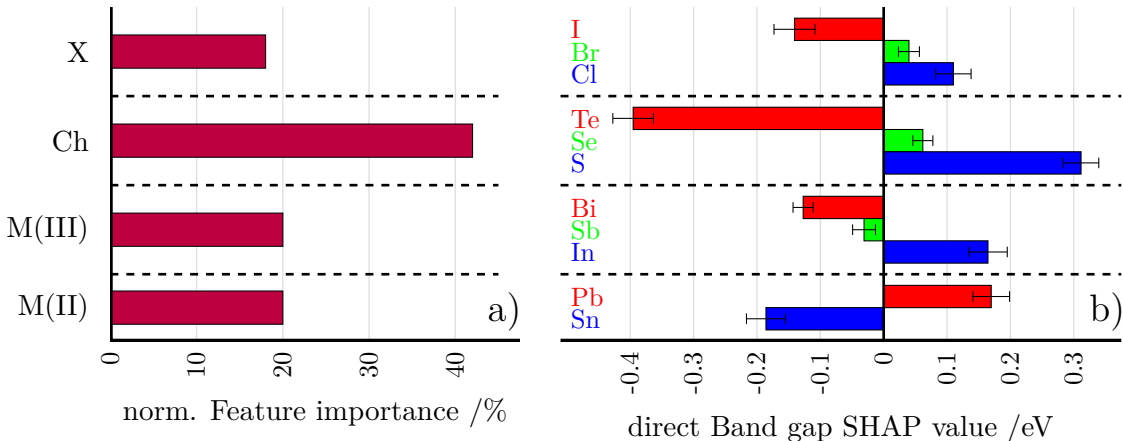 X
Ch
M(III)
M(II)
a)
0
10
20
30
40
norm. Feature importance /%
I
Br
Cl
Te
Se
S
Bi
Sb
In
Pb
Sn
b)
-0.4
-0.3
-0.2
-0.1
0
0.1
0.2
0.3
direct Band gap SHAP value /eV